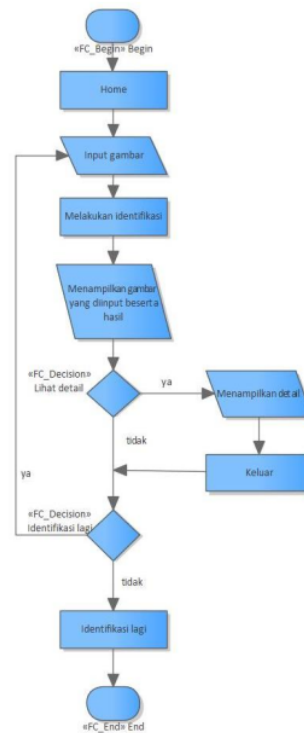 «FC_Begin» Begin
Home
Input gambar
Melakukan identifikasi
Menampilkan gambar
yang diinput beserta
hasil
«FC_Decision»
Lihat detail
ya
Menampilkan detail
tidak
Keluar
ya
«FC_Decision»
Identifikasi lagi
tidak
Identifikasi lagi
«FC_End» End